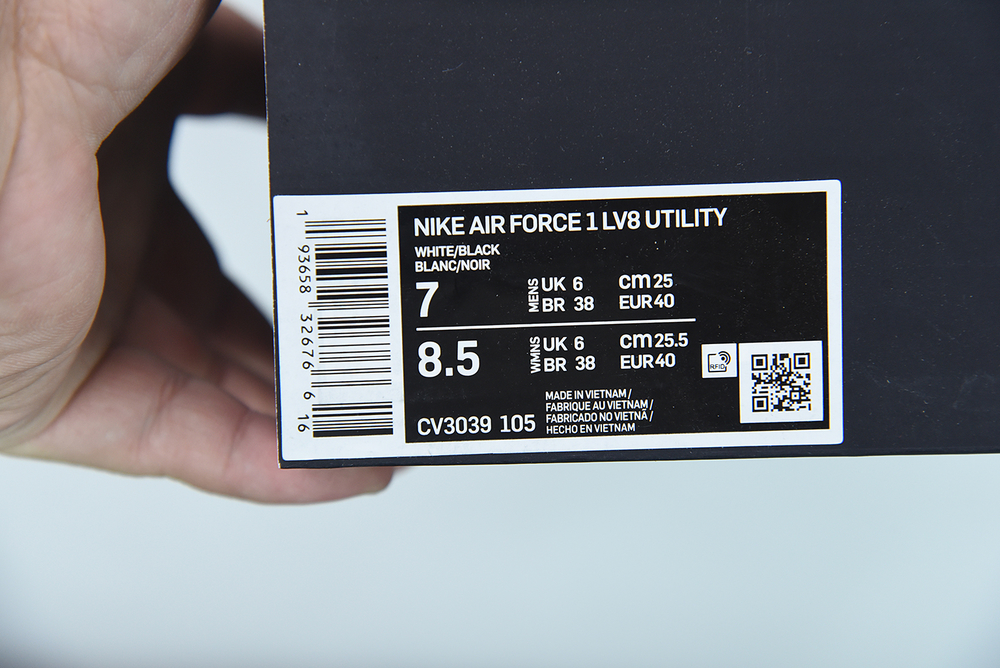 1 93658 32676 6 16
NIKE AIR FORCE 1 LV8 UTILITY
WHITE/BLACK
BLANC/NOIR
7 MENS UK 6 cm 25
BR 38 EUR 40
8.5 WMNS UK 6 cm 25.5
BR 38 EUR 40
RFID
CV3039 105
MADE IN VIETNAM /
FABRIQUE AU VIETNAM /
FABRICADO NO VIETNÃ /
HECHO EN VIETNAM